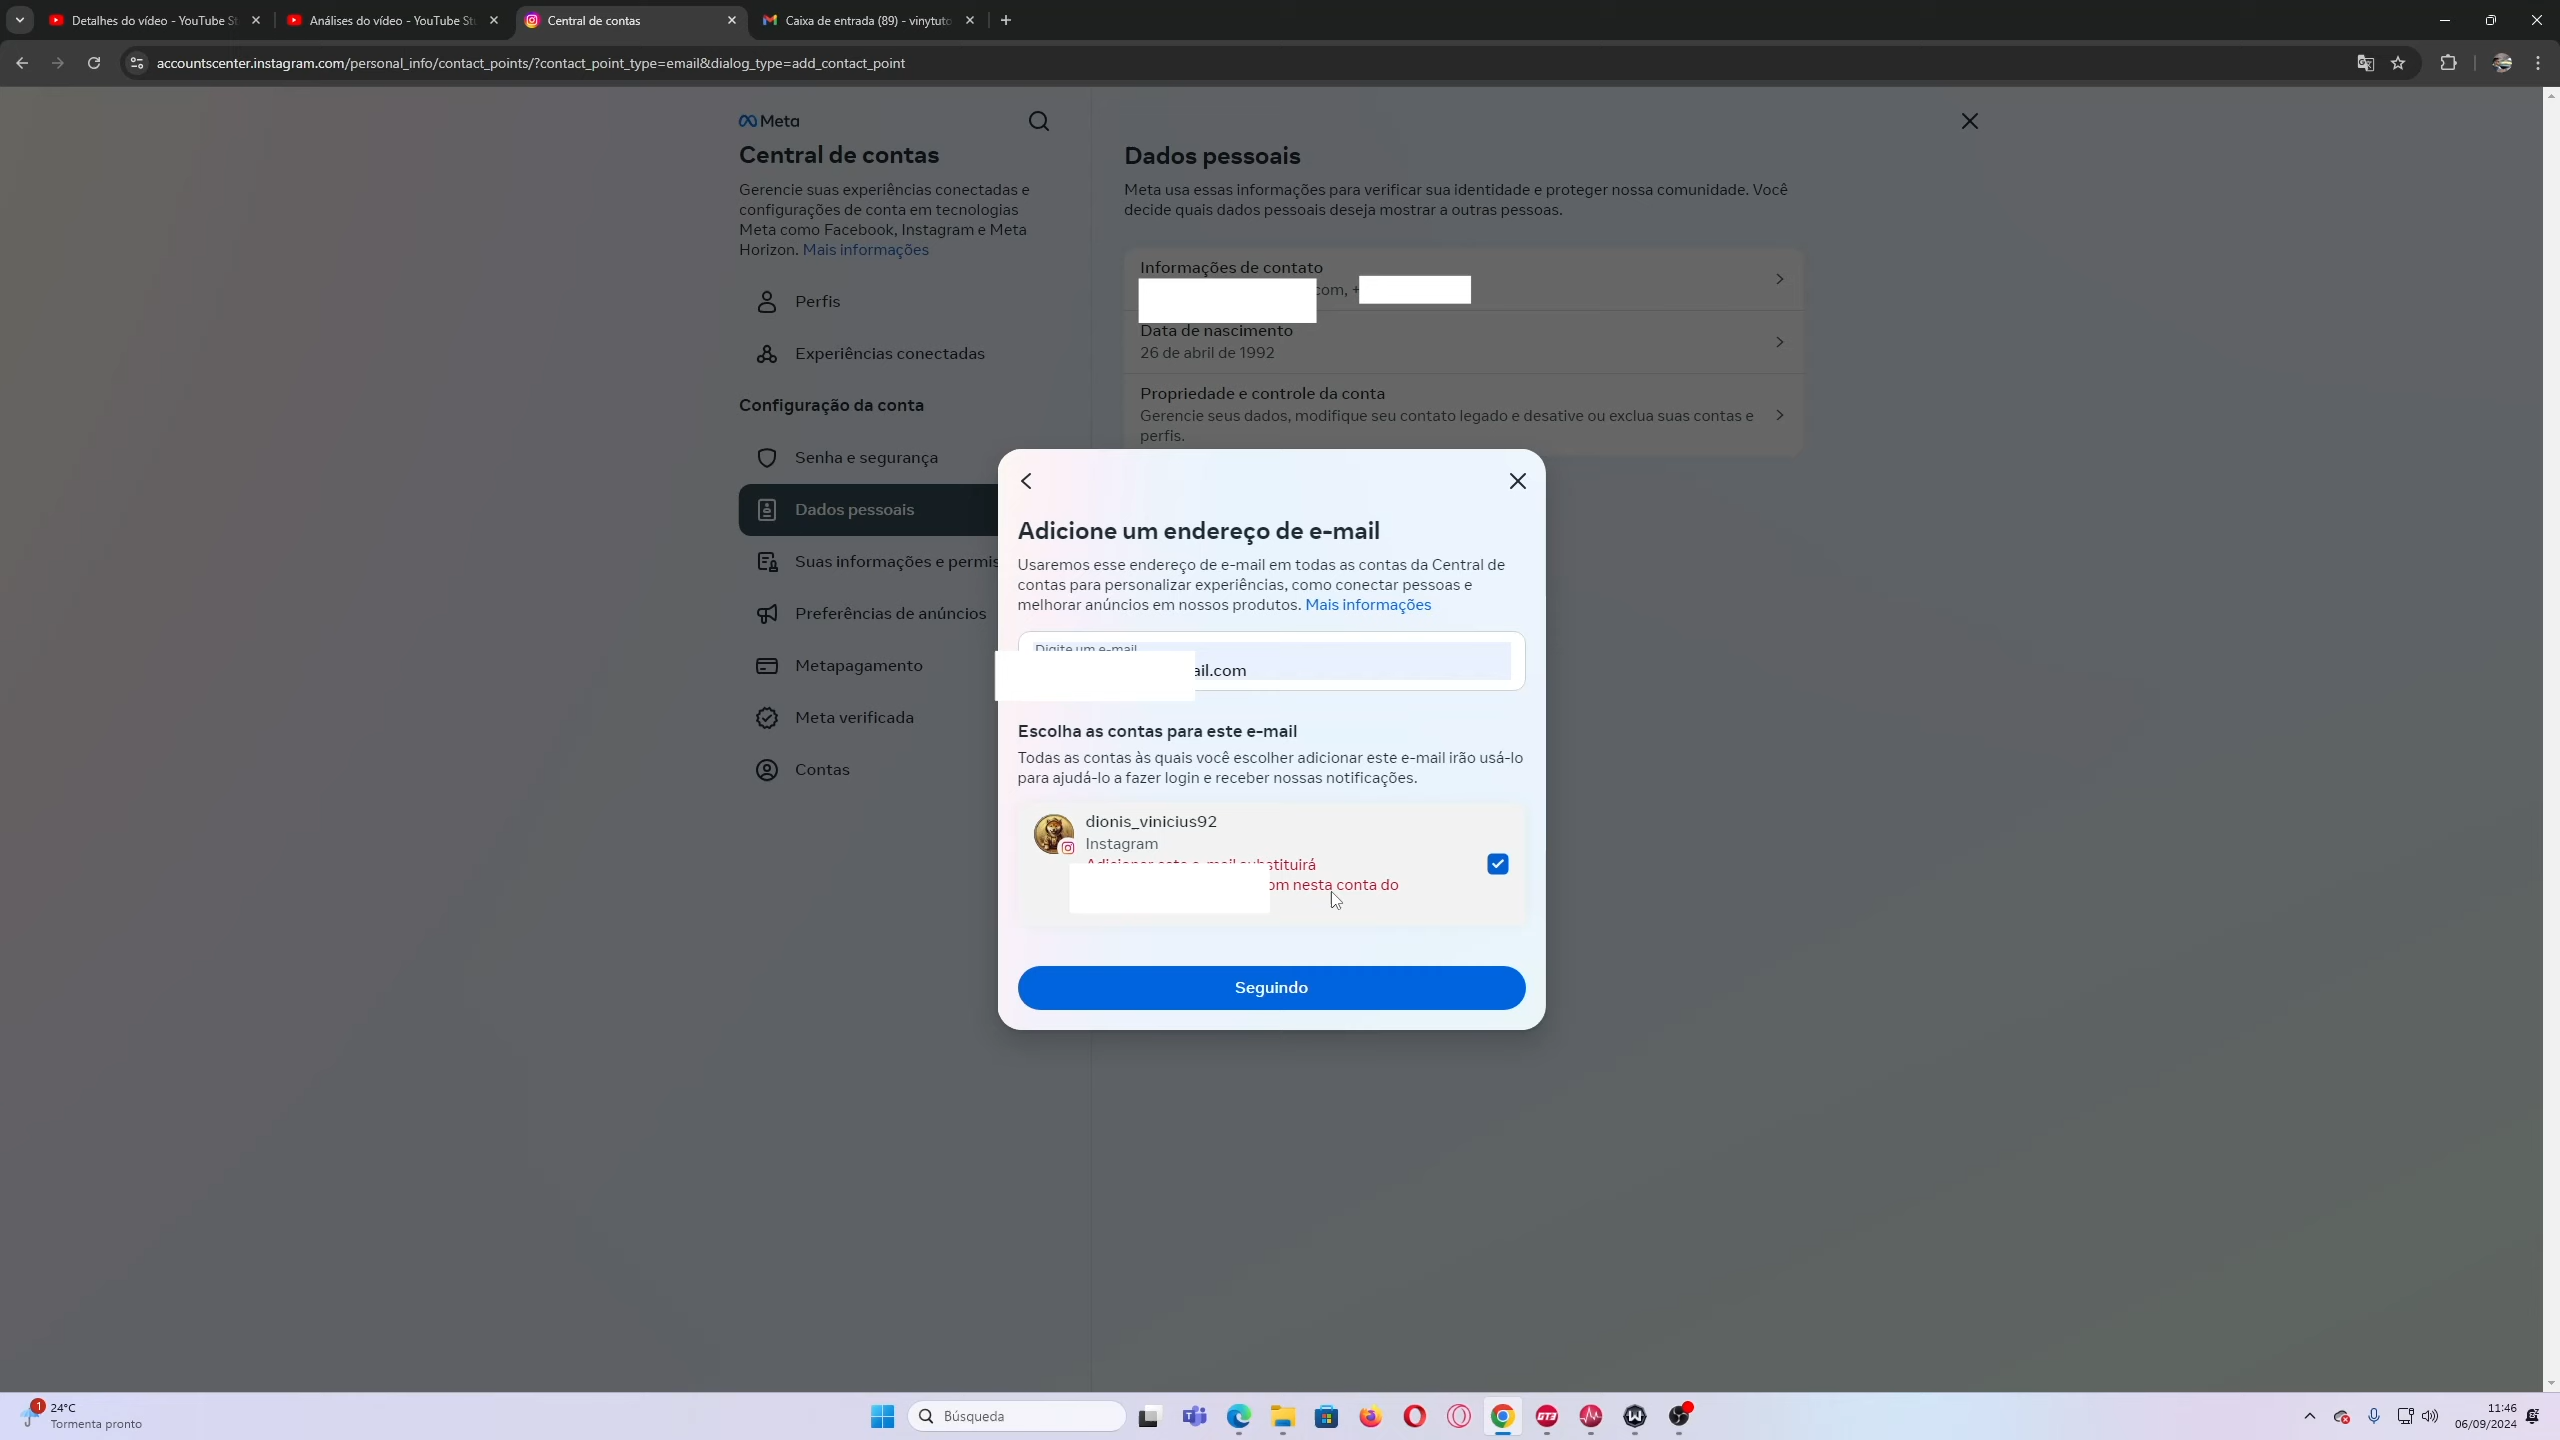 Detalhes do vídeo - YouTube St
Análises do vídeo - YouTube Stu
Central de contas
Caixa de entrada (89) - vinytuto
accountscenter.instagram.com/personal_info/contact_points/?contact_point_type=email&dialog_type=add_contact_point
Meta
Central de contas
Gerencie suas experiências conectadas e
configurações de conta em tecnologias
Meta como Facebook, Instagram e Meta
Horizon. Mais informações
Perfis
Experiências conectadas
Configuração da conta
Senha e segurança
Dados pessoais
Suas informações e permis
Preferências de anúncios
Metapagamento
Meta verificada
Contas
Dados pessoais
Meta usa essas informações para verificar sua identidade e proteger nossa comunidade. Você
decide quais dados pessoais deseja mostrar a outras pessoas.
Informações de contato
com, +
Data de nascimento
26 de abril de 1992
Propriedade e controle da conta
Gerencie seus dados, modifique seu contato legado e desative ou exclua suas contas e
perfis.
Adicione um endereço de e-mail
Usaremos esse endereço de e-mail em todas as contas da Central de
contas para personalizar experiências, como conectar pessoas e
melhorar anúncios em nossos produtos. Mais informações
Digite um e-mail
ail.com
Escolha as contas para este e-mail
Todas as contas às quais você escolher adicionar este e-mail irão usá-lo
para ajudá-lo a fazer login e receber nossas notificações.
dionis_vinicius92
Instagram
Adicionar este e-mail substituirá
om nesta conta do
Seguindo
1
24°C
Tormenta pronto
Búsqueda
GT3
11:46
06/09/2024